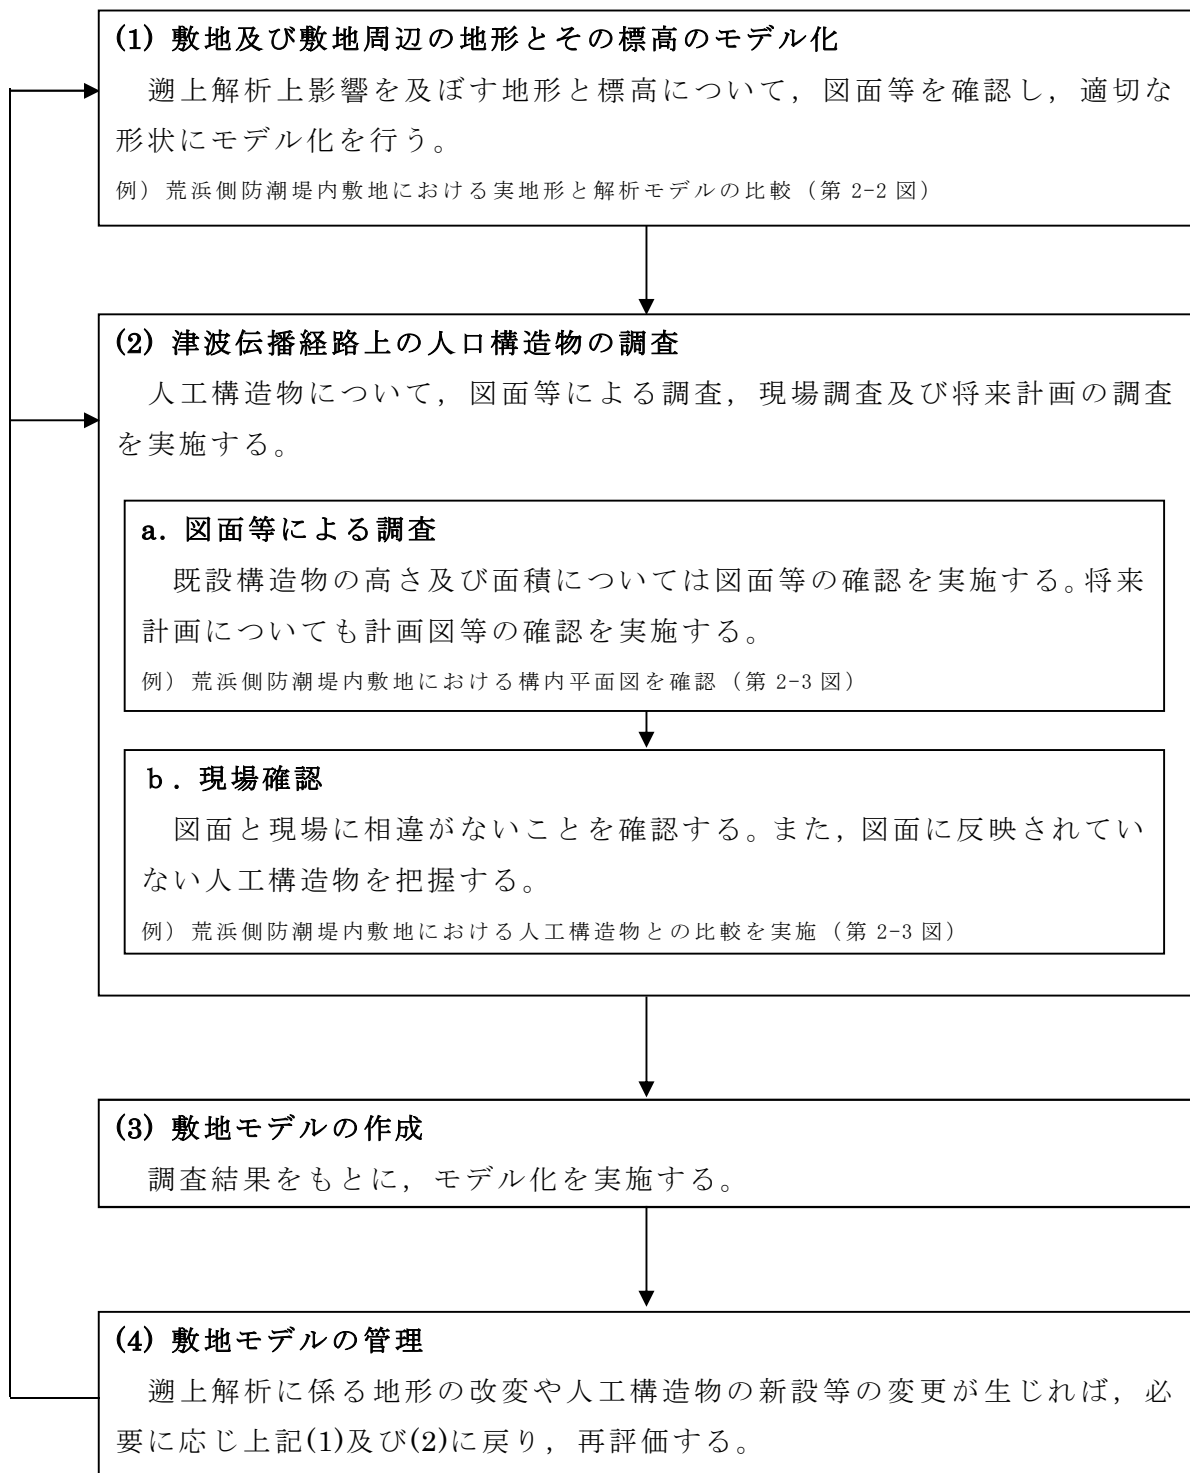 (1) 敷地及び敷地周辺の地形とその標高のモデル化
遡上解析上影響を及ぼす地形と標高について，図面等を確認し，適切な
形状にモデル化を行う。
例）荒浜側防潮堤内敷地における実地形と解析モデルの比較（第 2-2 図）
(2) 津波伝播経路上の人口構造物の調査
人工構造物について，図面等による調査，現場調査及び将来計画の調査
を実施する。
a. 図面等による調査
既設構造物の高さ及び面積については図面等の確認を実施する。将来
計画についても計画図等の確認を実施する。
例）荒浜側防潮堤内敷地における構内平面図を確認（第 2-3 図）
ｂ. 現場確認
図面と現場に相違がないことを確認する。また，図面に反映されてい
ない人工構造物を把握する。
例）荒浜側防潮堤内敷地における人工構造物との比較を実施（第 2-3 図）
(3) 敷地モデルの作成
調査結果をもとに，モデル化を実施する。
(4) 敷地モデルの管理
遡上解析に係る地形の改変や人工構造物の新設等の変更が生じれば，必
要に応じ上記(1)及び(2)に戻り，再評価する。